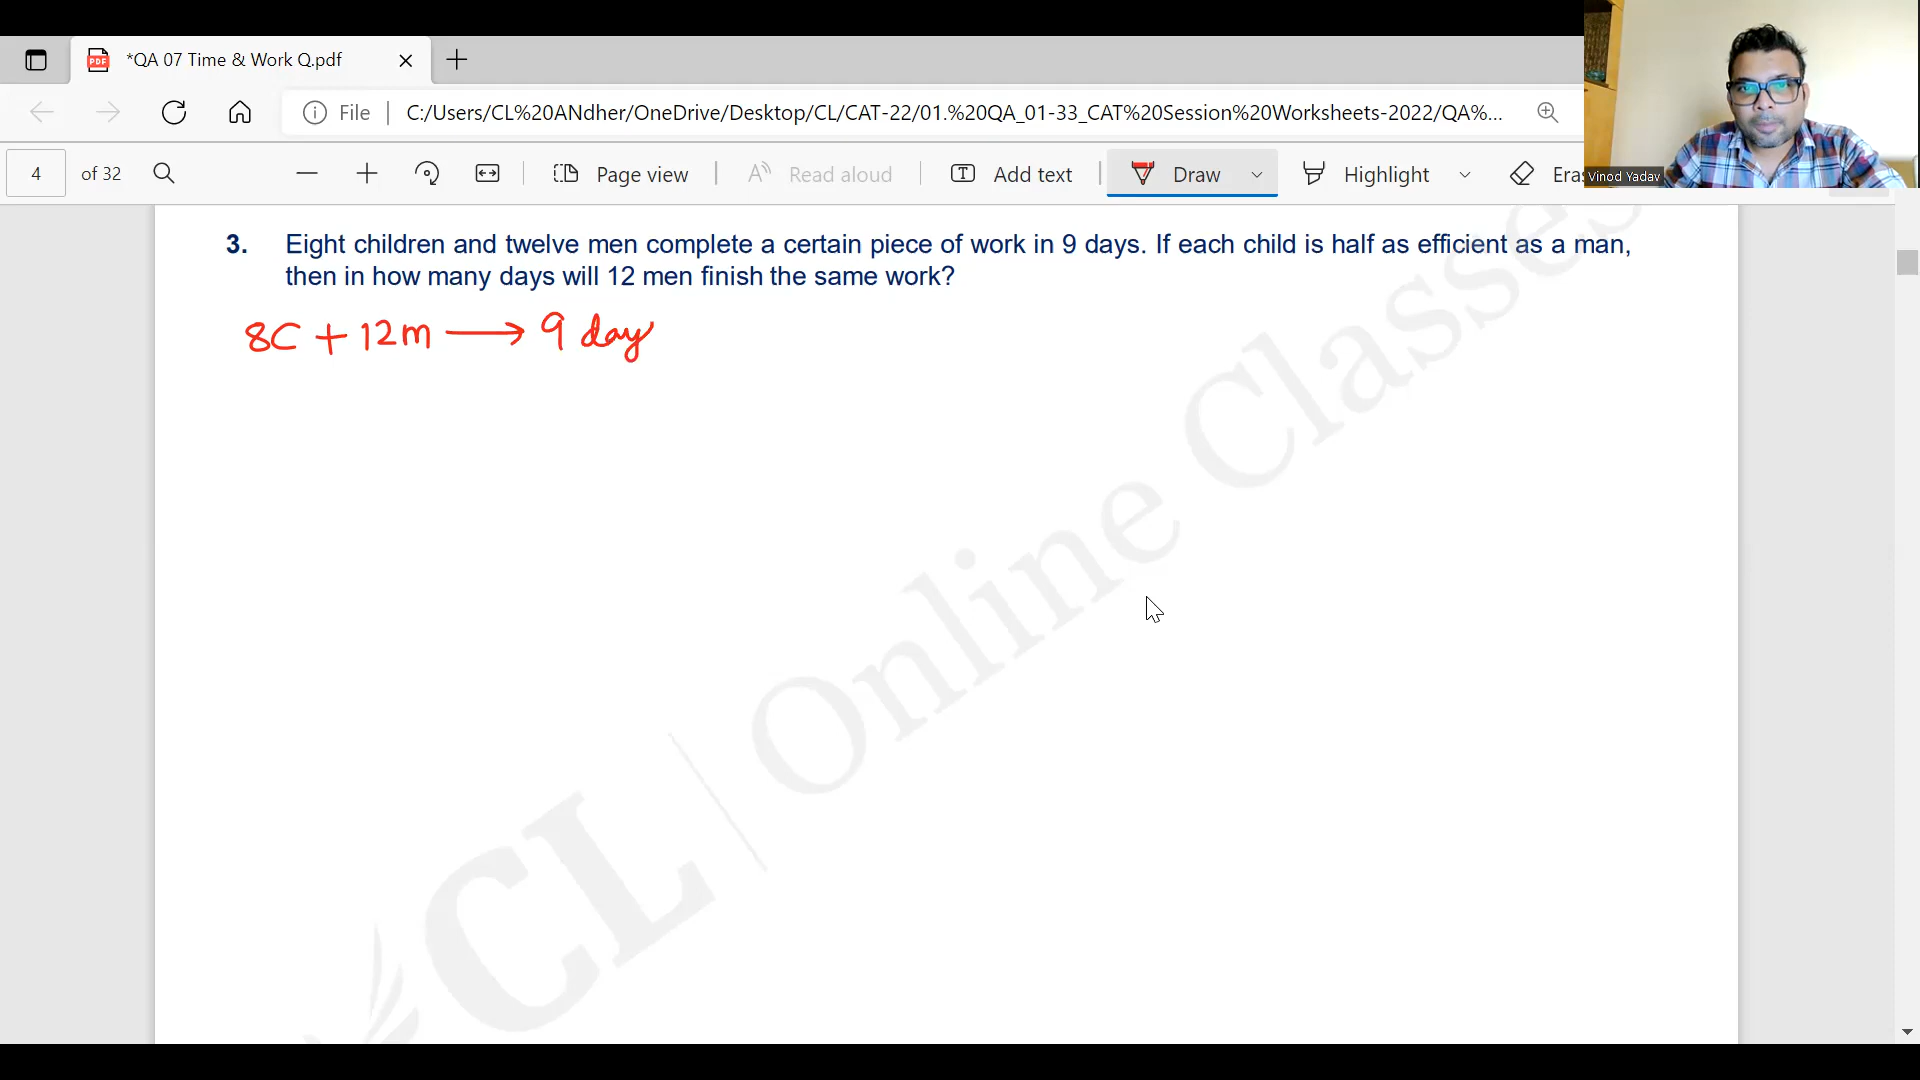 *QA 07 Time & Work Q.pdf
File C:/Users/CL%20ANdher/OneDrive/Desktop/CL/CAT-22/01.%20QA_01-33_CAT%20Session%20Worksheets-2022/QA%...
4 of 32 Page view Read aloud Add text Draw Highlight
Vinod Yadav
3. Eight children and twelve men complete a certain piece of work in 9 days. If each child is half as efficient as a man,
then in how many days will 12 men finish the same work?
8C + 12m → 9 day
CL | Online Classes